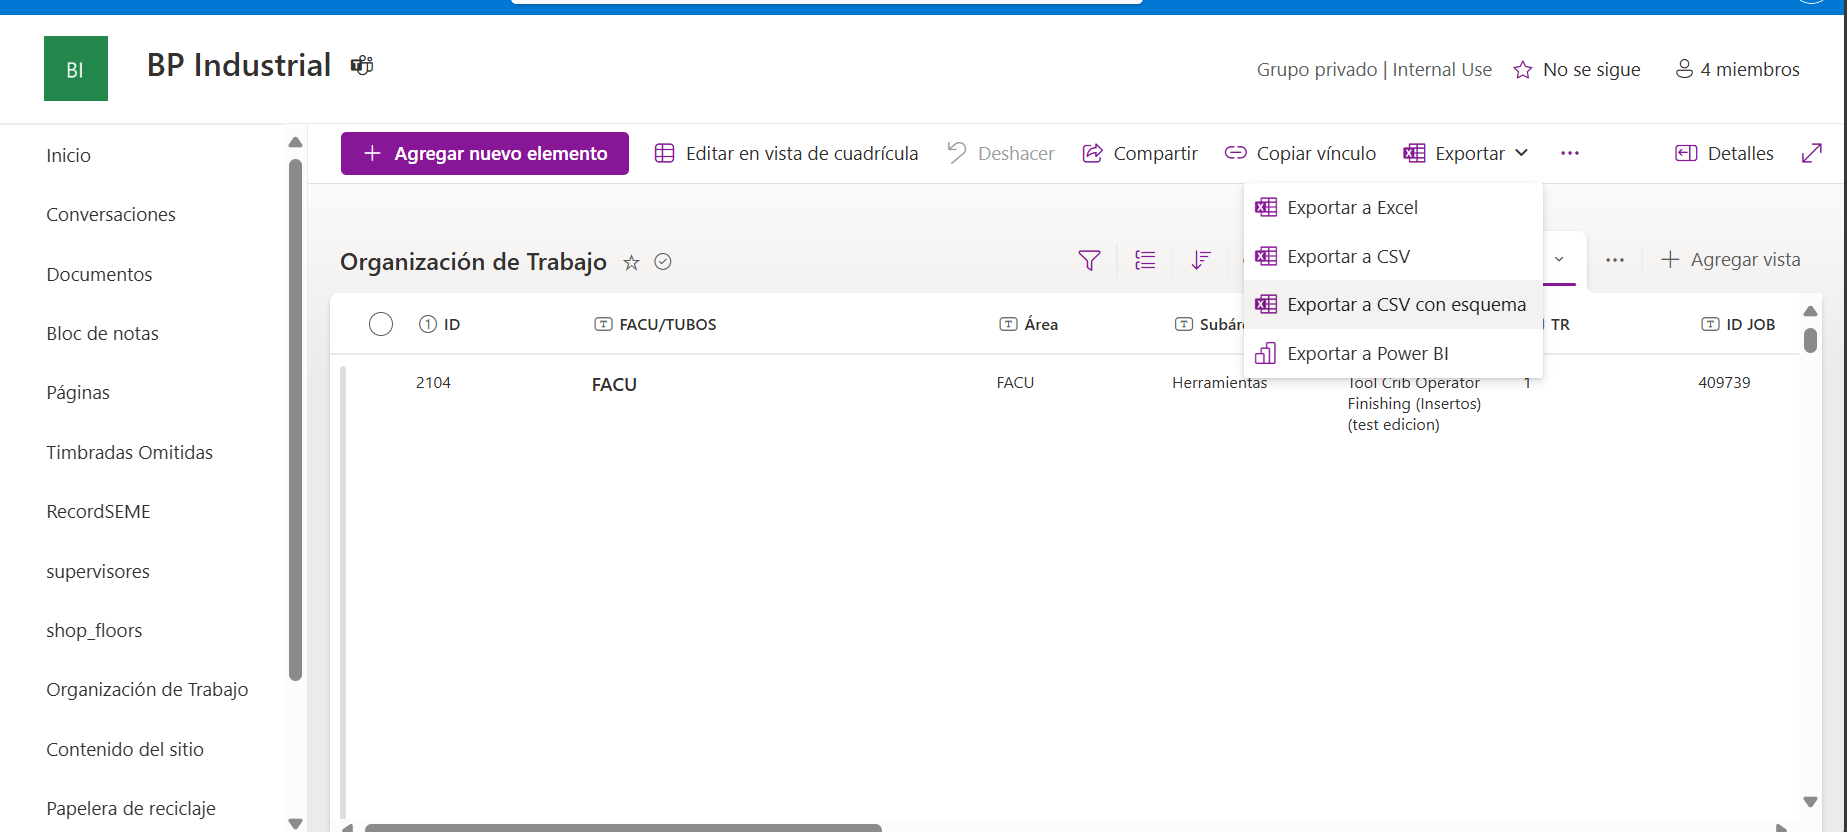 BI
BP Industrial
Grupo privado | Internal Use
No se sigue
4 miembros
Inicio
Conversaciones
Documentos
Bloc de notas
Páginas
Timbradas Omitidas
RecordSEME
supervisores
shop_floors
Organización de Trabajo
Contenido del sitio
Papelera de reciclaje
Agregar nuevo elemento
Editar en vista de cuadrícula
Deshacer
Compartir
Copiar vínculo
Exportar
Detalles
Exportar a Excel
Exportar a CSV
Exportar a CSV con esquema
Exportar a Power BI
Organización de Trabajo
Agregar vista
ID
FACU/TUBOS
Área
Subár
TR
ID JOB
2104
FACU
FACU
Herramientas
Tool Crib Operator
Finishing (Insertos)
(test edicion)
1
409739